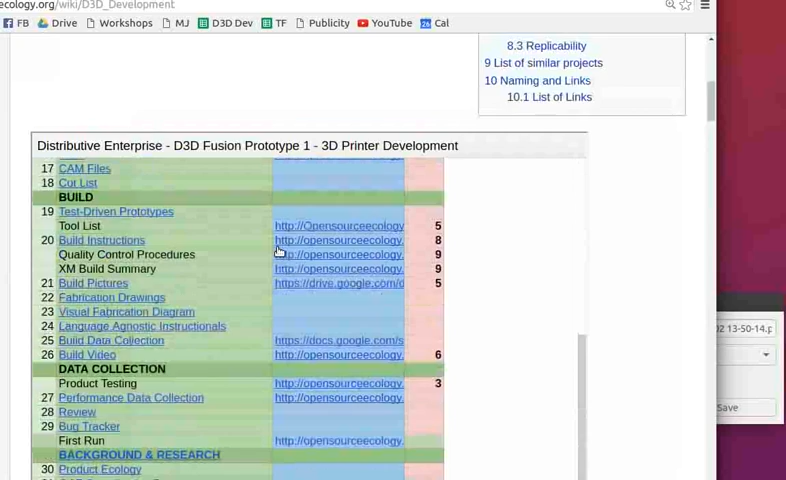 ecology.org/wiki/D3D_Development
FB Drive Workshops MJ D3D Dev TF Publicity YouTube 26 Cal
8.3 Replicability
9 List of similar projects
10 Naming and Links
10.1 List of Links
Distributive Enterprise - D3D Fusion Prototype 1 - 3D Printer Development
17 CAM Files
18 Cut List
BUILD
19 Test-Driven Prototypes
Tool List http://Opensourceecology 5
20 Build Instructions http://opensourceecology. 8
Quality Control Procedures http://opensourceecology. 9
XM Build Summary http://opensourceecology. 9
21 Build Pictures https://drive.google.com/d 5
22 Fabrication Drawings
23 Visual Fabrication Diagram
24 Language Agnostic Instructionals
25 Build Data Collection https://docs.google.com/s
26 Build Video http://opensourceecology. 6
DATA COLLECTION
Product Testing http://opensourceecology. 3
27 Performance Data Collection http://opensourceecology.
28 Review
29 Bug Tracker
First Run http://opensourceecology.
BACKGROUND & RESEARCH
30 Product Ecology
02 13-50-14.p
Save